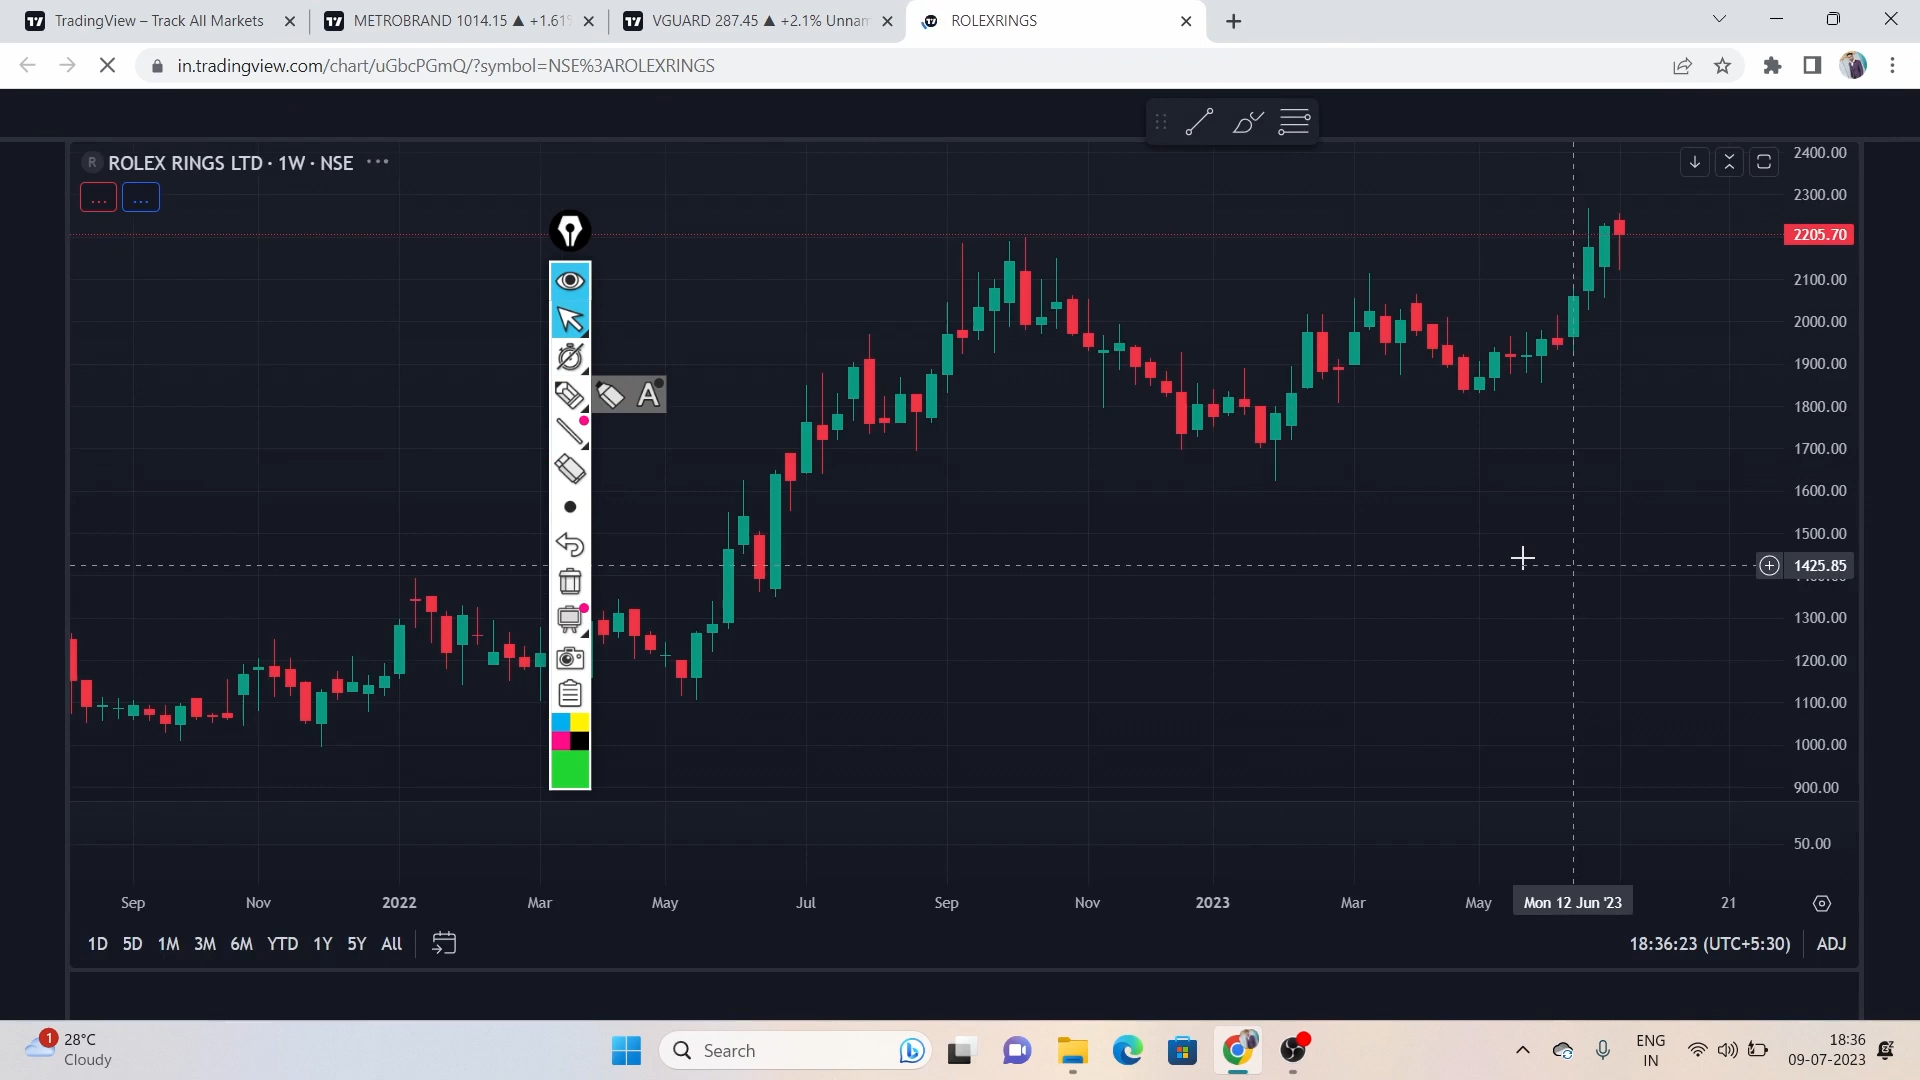 TradingView – Track All Markets
METROBRAND 1014.15 ▲ +1.61%
VGUARD 287.45 ▲ +2.1% Unnam
ROLEXRINGS
in.tradingview.com/chart/uGbcPGmQ/?symbol=NSE%3AROLEXRINGS
R ROLEX RINGS LTD · 1W · NSE ···
... ...
A
2400.00
2300.00
2205.70
2100.00
2000.00
1900.00
1800.00
1700.00
1600.00
1500.00
1425.85
1300.00
1200.00
1100.00
1000.00
900.00
50.00
Sep Nov 2022 Mar May Jul Sep Nov 2023 Mar May Mon 12 Jun '23 21
1D 5D 1M 3M 6M YTD 1Y 5Y All
18:36:23 (UTC+5:30) ADJ
1 28°C
Cloudy
Search
ENG
IN
18:36
09-07-2023